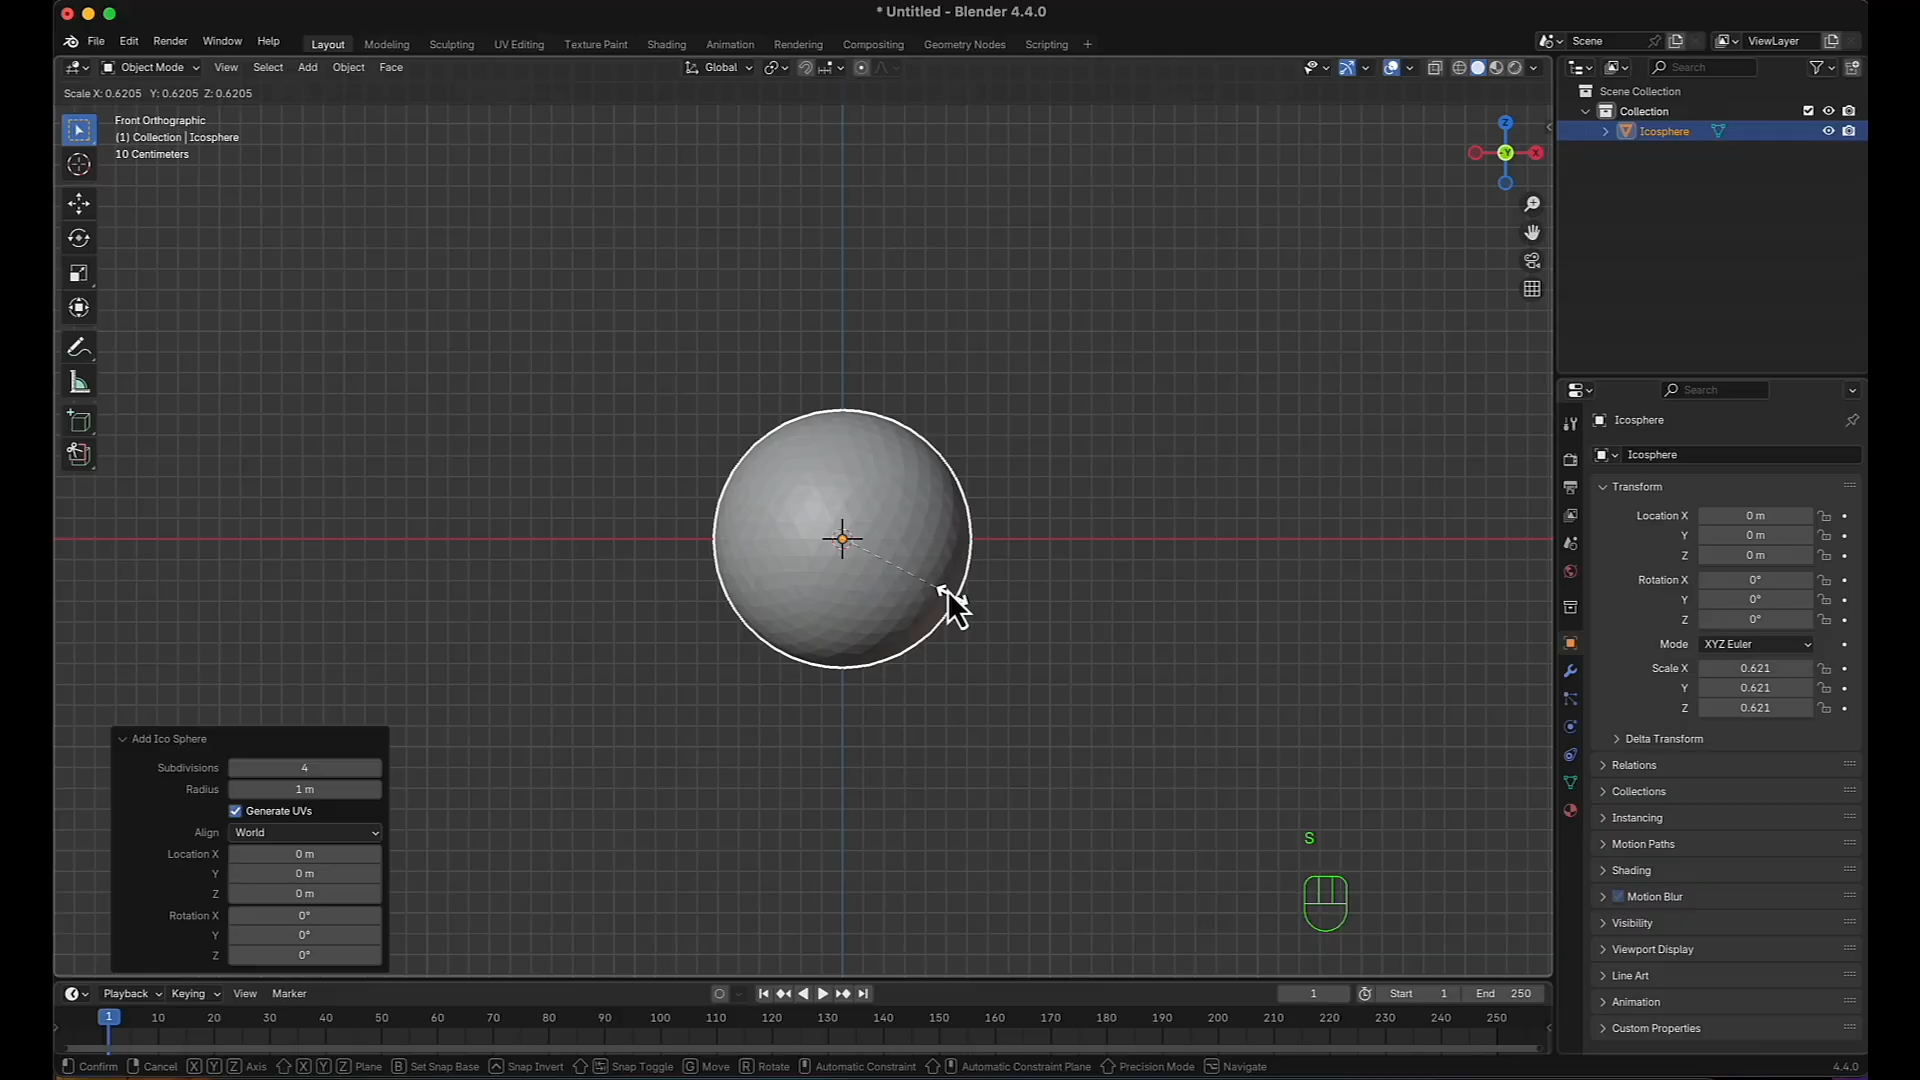 * Untitled - Blender 4.4.0
File Edit Render Window Help Layout Modeling Sculpting UV Editing Texture Paint Shading Animation Rendering Compositing Geometry Nodes Scripting + Scene ViewLayer
Object Mode View Select Add Object Face Global Search
Scale X: 0.6205 Y: 0.6205 Z: 0.6205
Scene Collection
Collection
Icosphere
Front Orthographic
(1) Collection | Icosphere
10 Centimeters
Z
Y
X
Search
Icosphere
Icosphere
Transform
Location X 0 m
Y 0 m
Z 0 m
Rotation X 0°
Y 0°
Z 0°
Mode XYZ Euler
Scale X 0.621
Y 0.621
Z 0.621
Delta Transform
Relations
Collections
Instancing
Motion Paths
Shading
Motion Blur
Visibility
Viewport Display
Line Art
Animation
Custom Properties
Add Ico Sphere
Subdivisions 4
Radius 1 m
Generate UVs
Align World
Location X 0 m
Y 0 m
Z 0 m
Rotation X 0°
Y 0°
Z 0°
S
Playback Keying View Marker 1 Start 1 End 250
1 10 20 30 40 50 60 70 80 90 100 110 120 130 140 150 160 170 180 190 200 210 220 230 240 250
Confirm Cancel X Y Z Axis X Y Z Plane B Set Snap Base Snap Invert Snap Toggle G Move R Rotate Automatic Constraint Automatic Constraint Plane Precision Mode Navigate 4.4.0